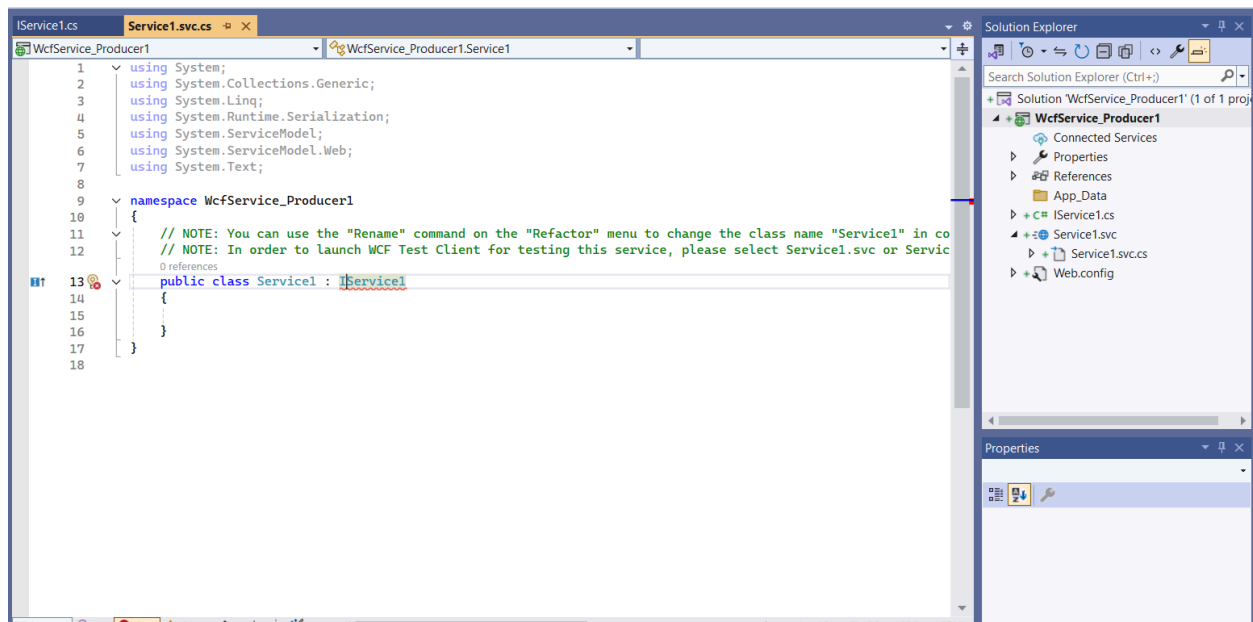 IService1.cs
Service1.svc.cs
WcfService_Producer1
WcfService_Producer1.Service1
1 using System;
2 using System.Collections.Generic;
3 using System.Linq;
4 using System.Runtime.Serialization;
5 using System.ServiceModel;
6 using System.ServiceModel.Web;
7 using System.Text;
8
9 namespace WcfService_Producer1
10 {
11 // NOTE: You can use the "Rename" command on the "Refactor" menu to change the class name "Service1" in co
12 // NOTE: In order to launch WCF Test Client for testing this service, please select Service1.svc or Servic
0 references
13 public class Service1 : IService1
14 {
15
16 }
17 }
18
Solution Explorer
Search Solution Explorer (Ctrl+;)
Solution 'WcfService_Producer1' (1 of 1 proje
WcfService_Producer1
Connected Services
Properties
References
App_Data
C# IService1.cs
Service1.svc
Service1.svc.cs
Web.config
Properties